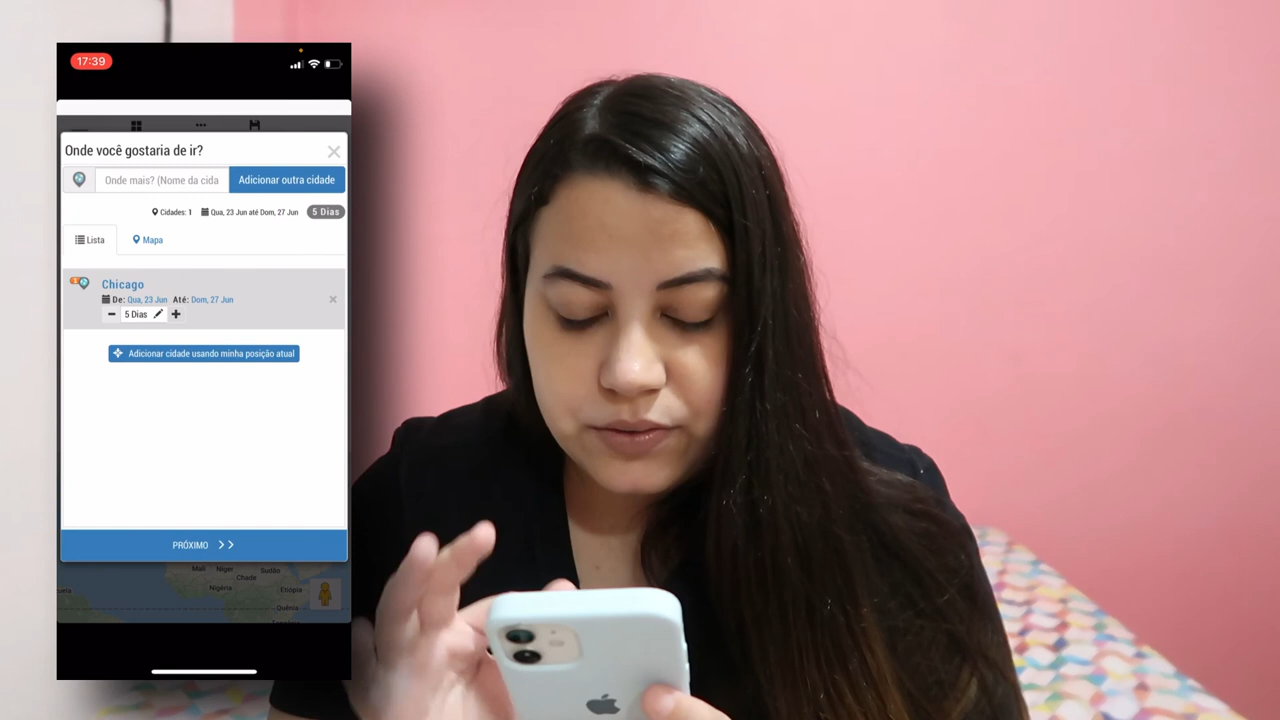 17:39
Onde você gostaria de ir?
Onde mais? (Nome da cida
Adicionar outra cidade
Cidades: 1 Qua, 23 Jun até Dom, 27 Jun 5 Dias
Lista Mapa
Chicago
De: Qua, 23 Jun Até: Dom, 27 Jun
5 Dias
Adicionar cidade usando minha posição atual
PRÓXIMO
Mali Níger Sudão
Chade
Nigéria Etiópia
Quênia